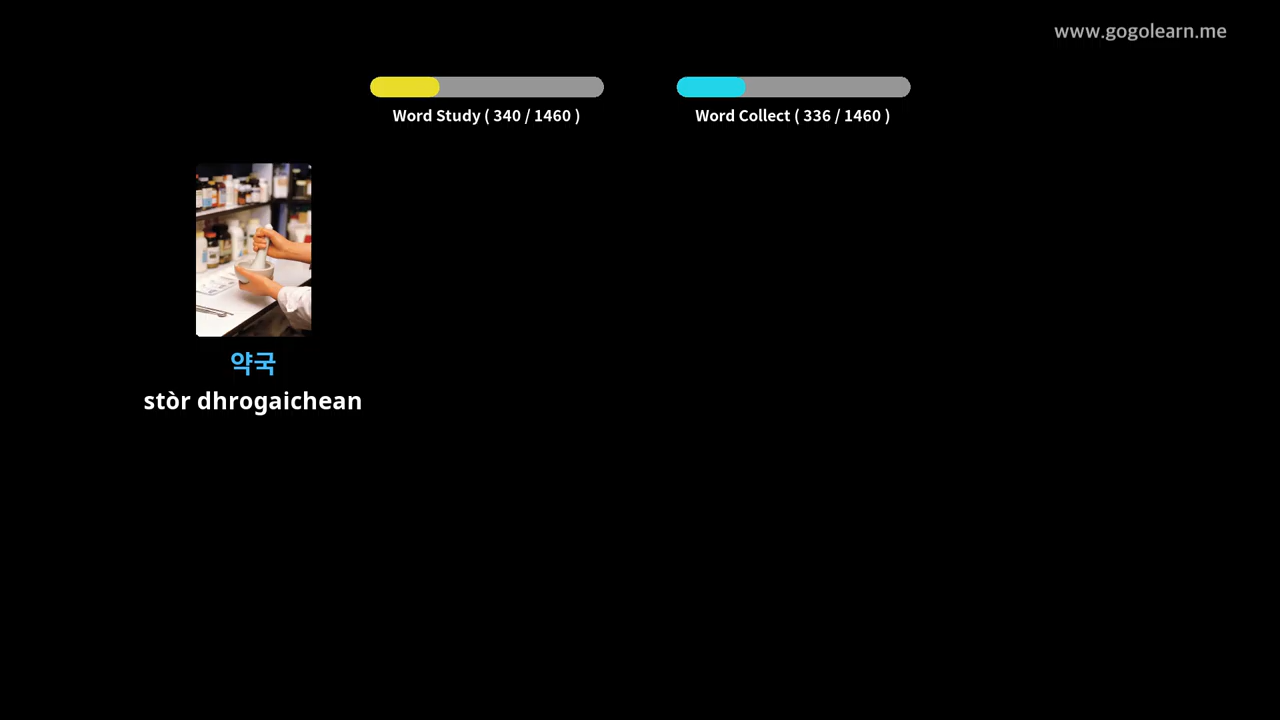 www.gogolearn.me
Word Study ( 340 / 1460 )
Word Collect ( 336 / 1460 )
약국
stòr dhrogaichean